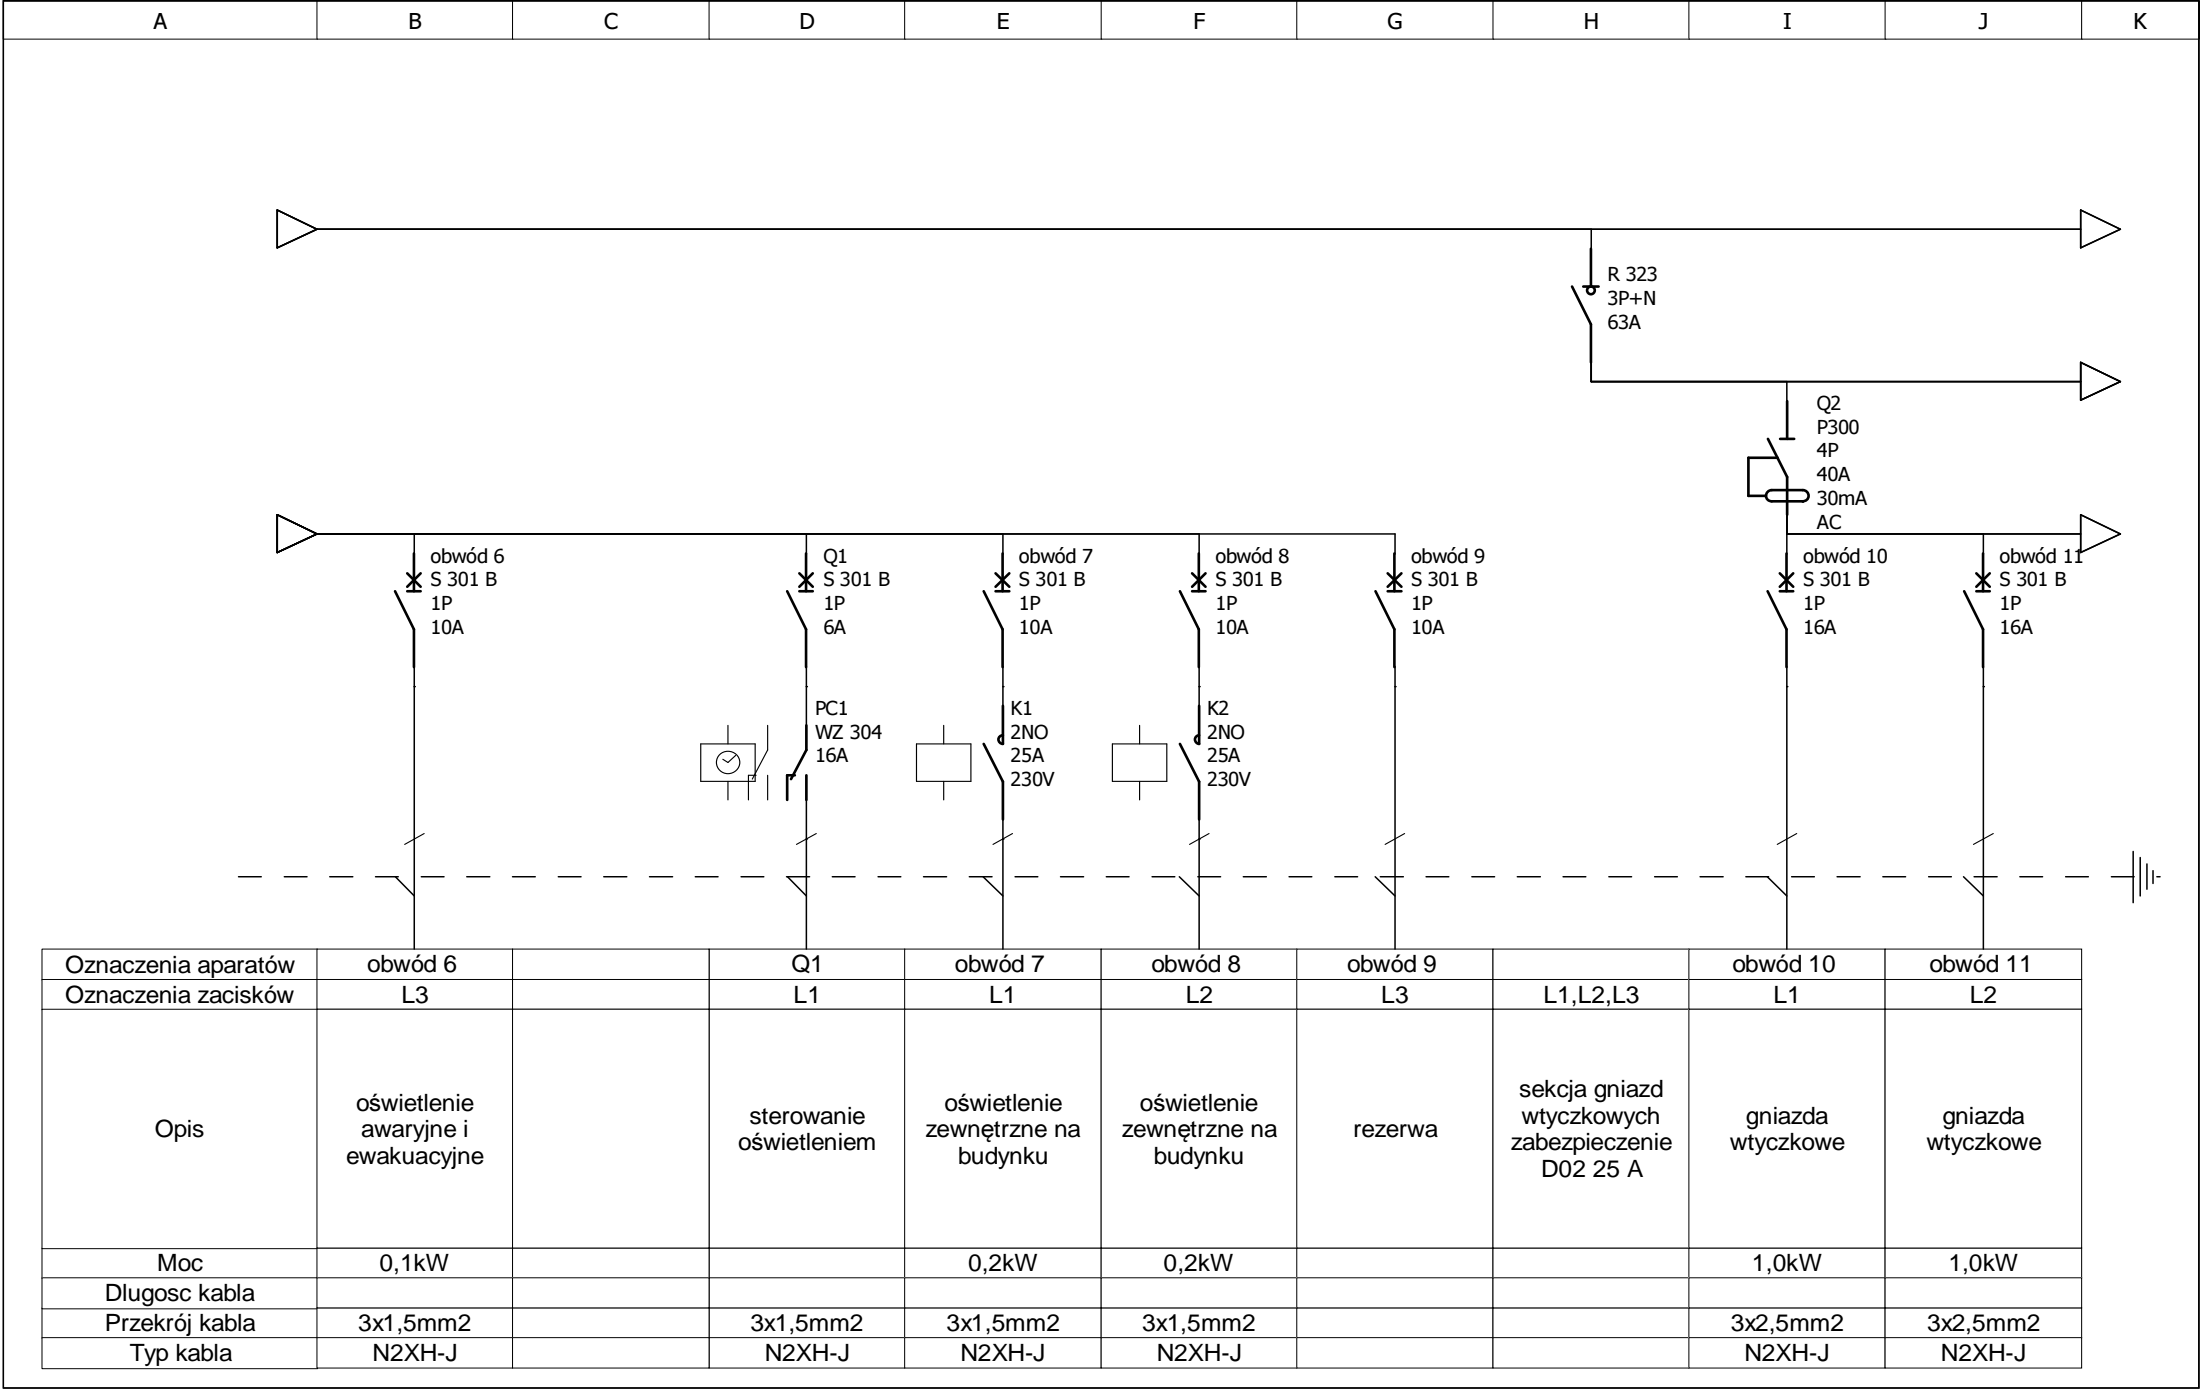 A B C D E F G H I J K
R 323
3P+N
63A
Q2
P300
4P
40A
30mA
AC
obwód 6
S 301 B
1P
10A
Q1
S 301 B
1P
6A
obwód 7
S 301 B
1P
10A
obwód 8
S 301 B
1P
10A
obwód 9
S 301 B
1P
10A
obwód 10
S 301 B
1P
16A
obwód 11
S 301 B
1P
16A
PC1
WZ 304
16A
K1
2NO
25A
230V
K2
2NO
25A
230V
Oznaczenia aparatów obwód 6 Q1 obwód 7 obwód 8 obwód 9 obwód 10 obwód 11
Oznaczenia zacisków L3 L1 L1 L2 L3 L1,L2,L3 L1 L2
Opis
oświetlenie
awaryjne i
ewakuacyjne
sterowanie
oświetleniem
oświetlenie
zewnętrzne na
budynku
oświetlenie
zewnętrzne na
budynku
rezerwa
sekcja gniazd
wtyczkowych
zabezpieczenie
D02 25 A
gniazda
wtyczkowe
gniazda
wtyczkowe
Moc 0,1kW 0,2kW 0,2kW 1,0kW 1,0kW
Dlugosc kabla
Przekrój kabla 3x1,5mm2 3x1,5mm2 3x1,5mm2 3x1,5mm2 3x2,5mm2 3x2,5mm2
Typ kabla N2XH-J N2XH-J N2XH-J N2XH-J N2XH-J N2XH-J